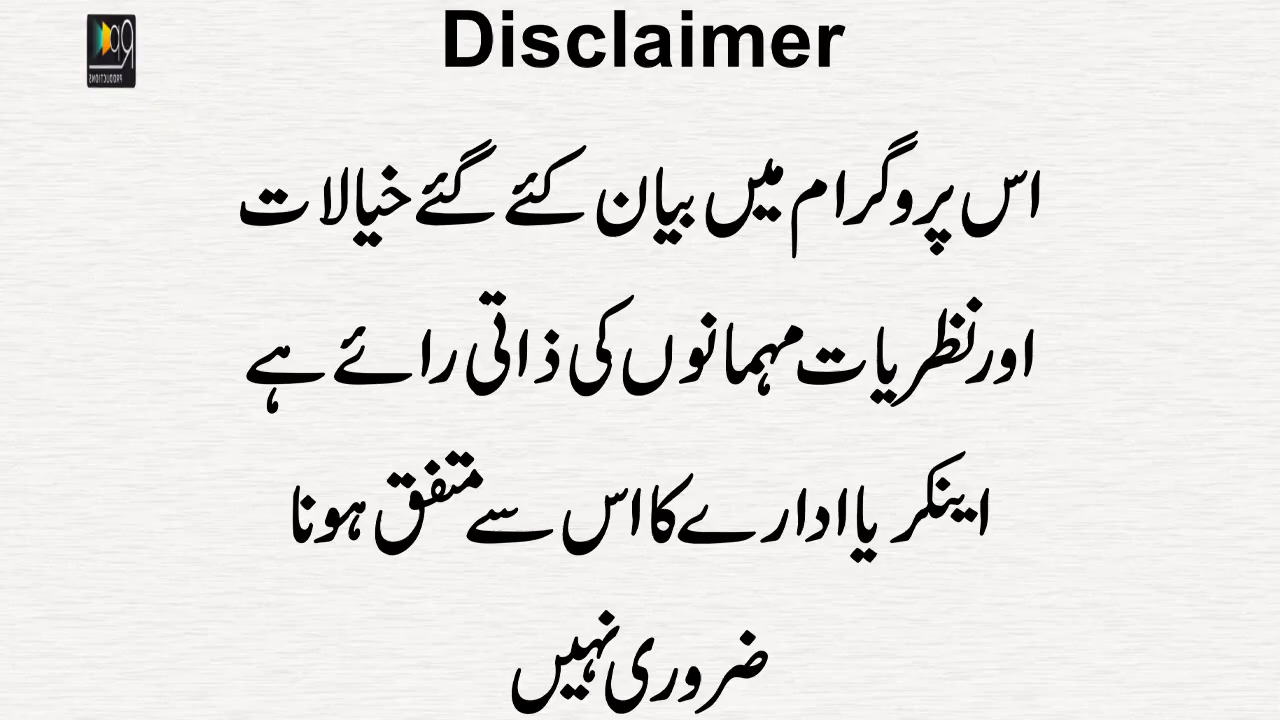 Disclaimer
اس پروگرام میں بیان کئے گئے خیالات
اور نظریات مہمانوں کی ذاتی رائے ہے
اینکر یا ادارے کا اس سے متفق ہونا
ضروری نہیں
PRODUCTIONS